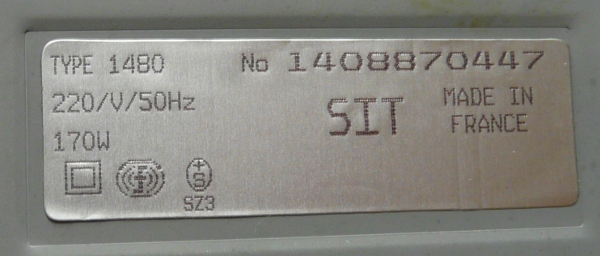 TYPE 1480 No 1408870447
220/V/50Hz SIT MADE IN
FRANCE
170W
SZ3